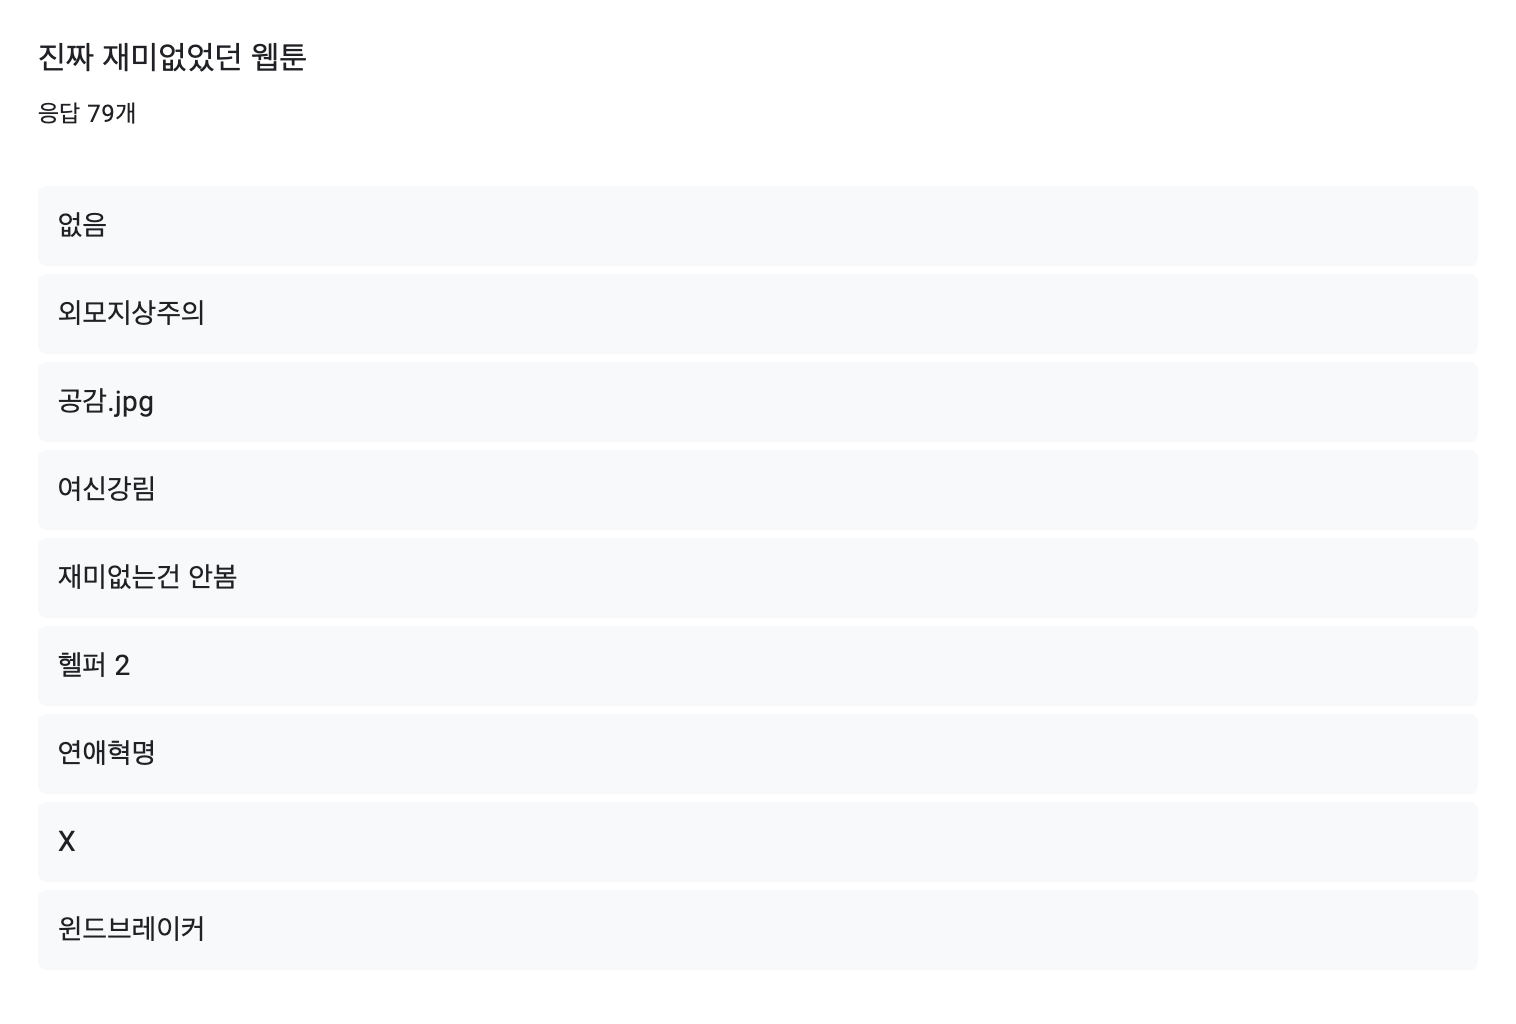 진짜 재미없었던 웹툰
응답 79개
없음
외모지상주의
공감.jpg
여신강림
재미없는건 안봄
헬퍼 2
연애혁명
X
윈드브레이커